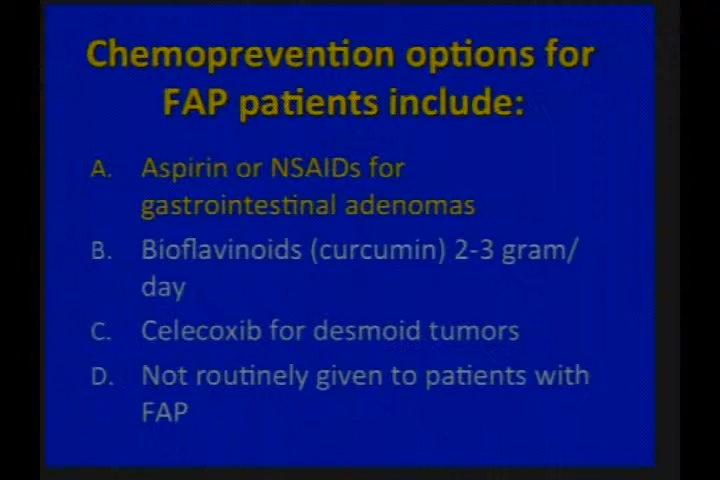 Chemoprevention options for
FAP patients include:
A. Aspirin or NSAIDs for
gastrointestinal adenomas
B. Bioflavinoids (curcumin) 2-3 gram/
day
C. Celecoxib for desmoid tumors
D. Not routinely given to patients with
FAP